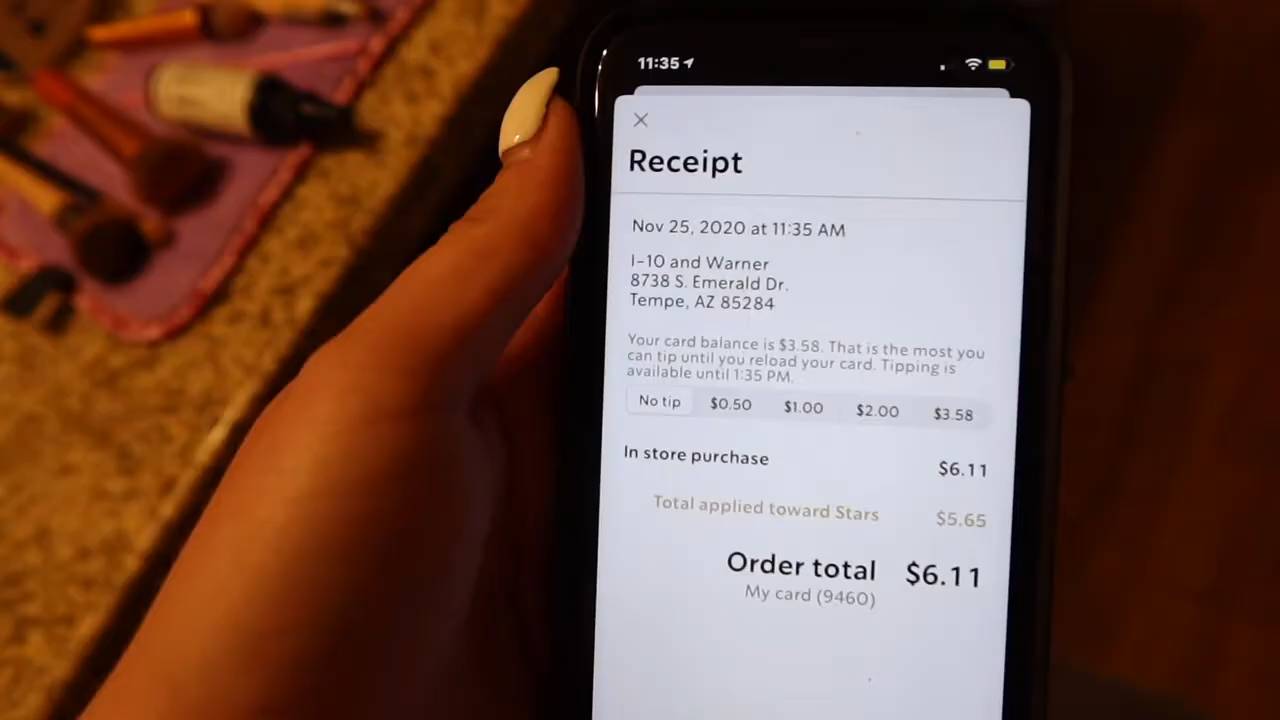 11:35
Receipt
Nov 25, 2020 at 11:35 AM
I-10 and Warner
8738 S. Emerald Dr.
Tempe, AZ 85284
Your card balance is $3.58. That is the most you
can tip until you reload your card. Tipping is
available until 1:35 PM.
No tip $0.50 $1.00 $2.00 $3.58
In store purchase $6.11
Total applied toward Stars $5.65
Order total $6.11
My card (9460)